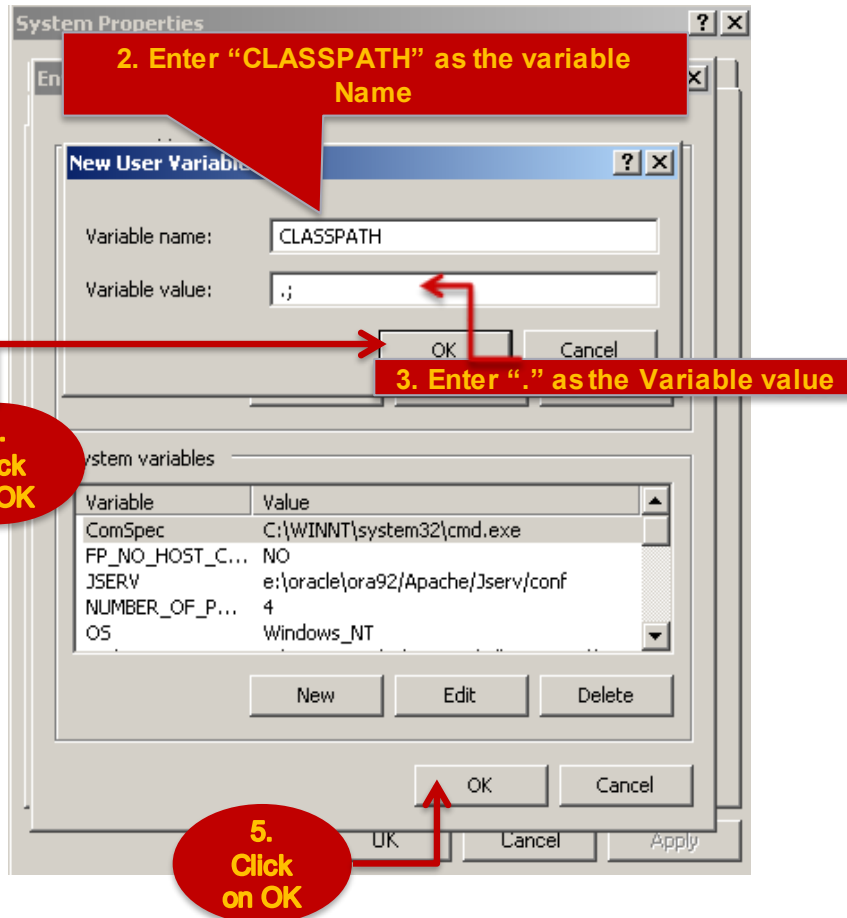 System Properties
2. Enter “CLASSPATH” as the variable
Name
En
New User Variable
Variable name:
CLASSPATH
Variable value:
.;
OK
Cancel
3. Enter “.” as the Variable value
ck
OK
ystem variables
Variable Value
ComSpec C:\WINNT\system32\cmd.exe
FP_NO_HOST_C... NO
JSERV e:\oracle\ora92/Apache/Jserv/conf
NUMBER_OF_P... 4
OS Windows_NT
New
Edit
Delete
OK
Cancel
5.
Click
on OK
OK
Cancel
Apply